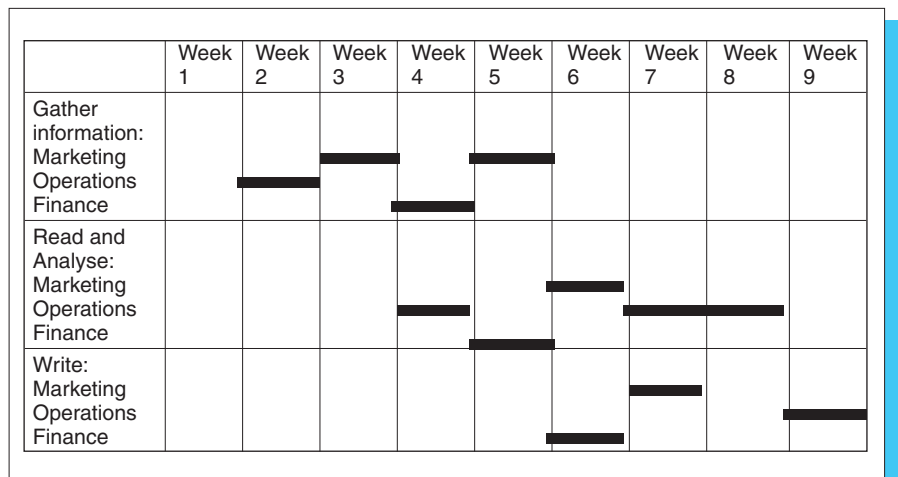 Week Week Week Week Week Week Week Week Week
1 2 3 4 5 6 7 8 9
Gather
information:
Marketing
Operations
Finance
Read and
Analyse:
Marketing
Operations
Finance
Write:
Marketing
Operations
Finance